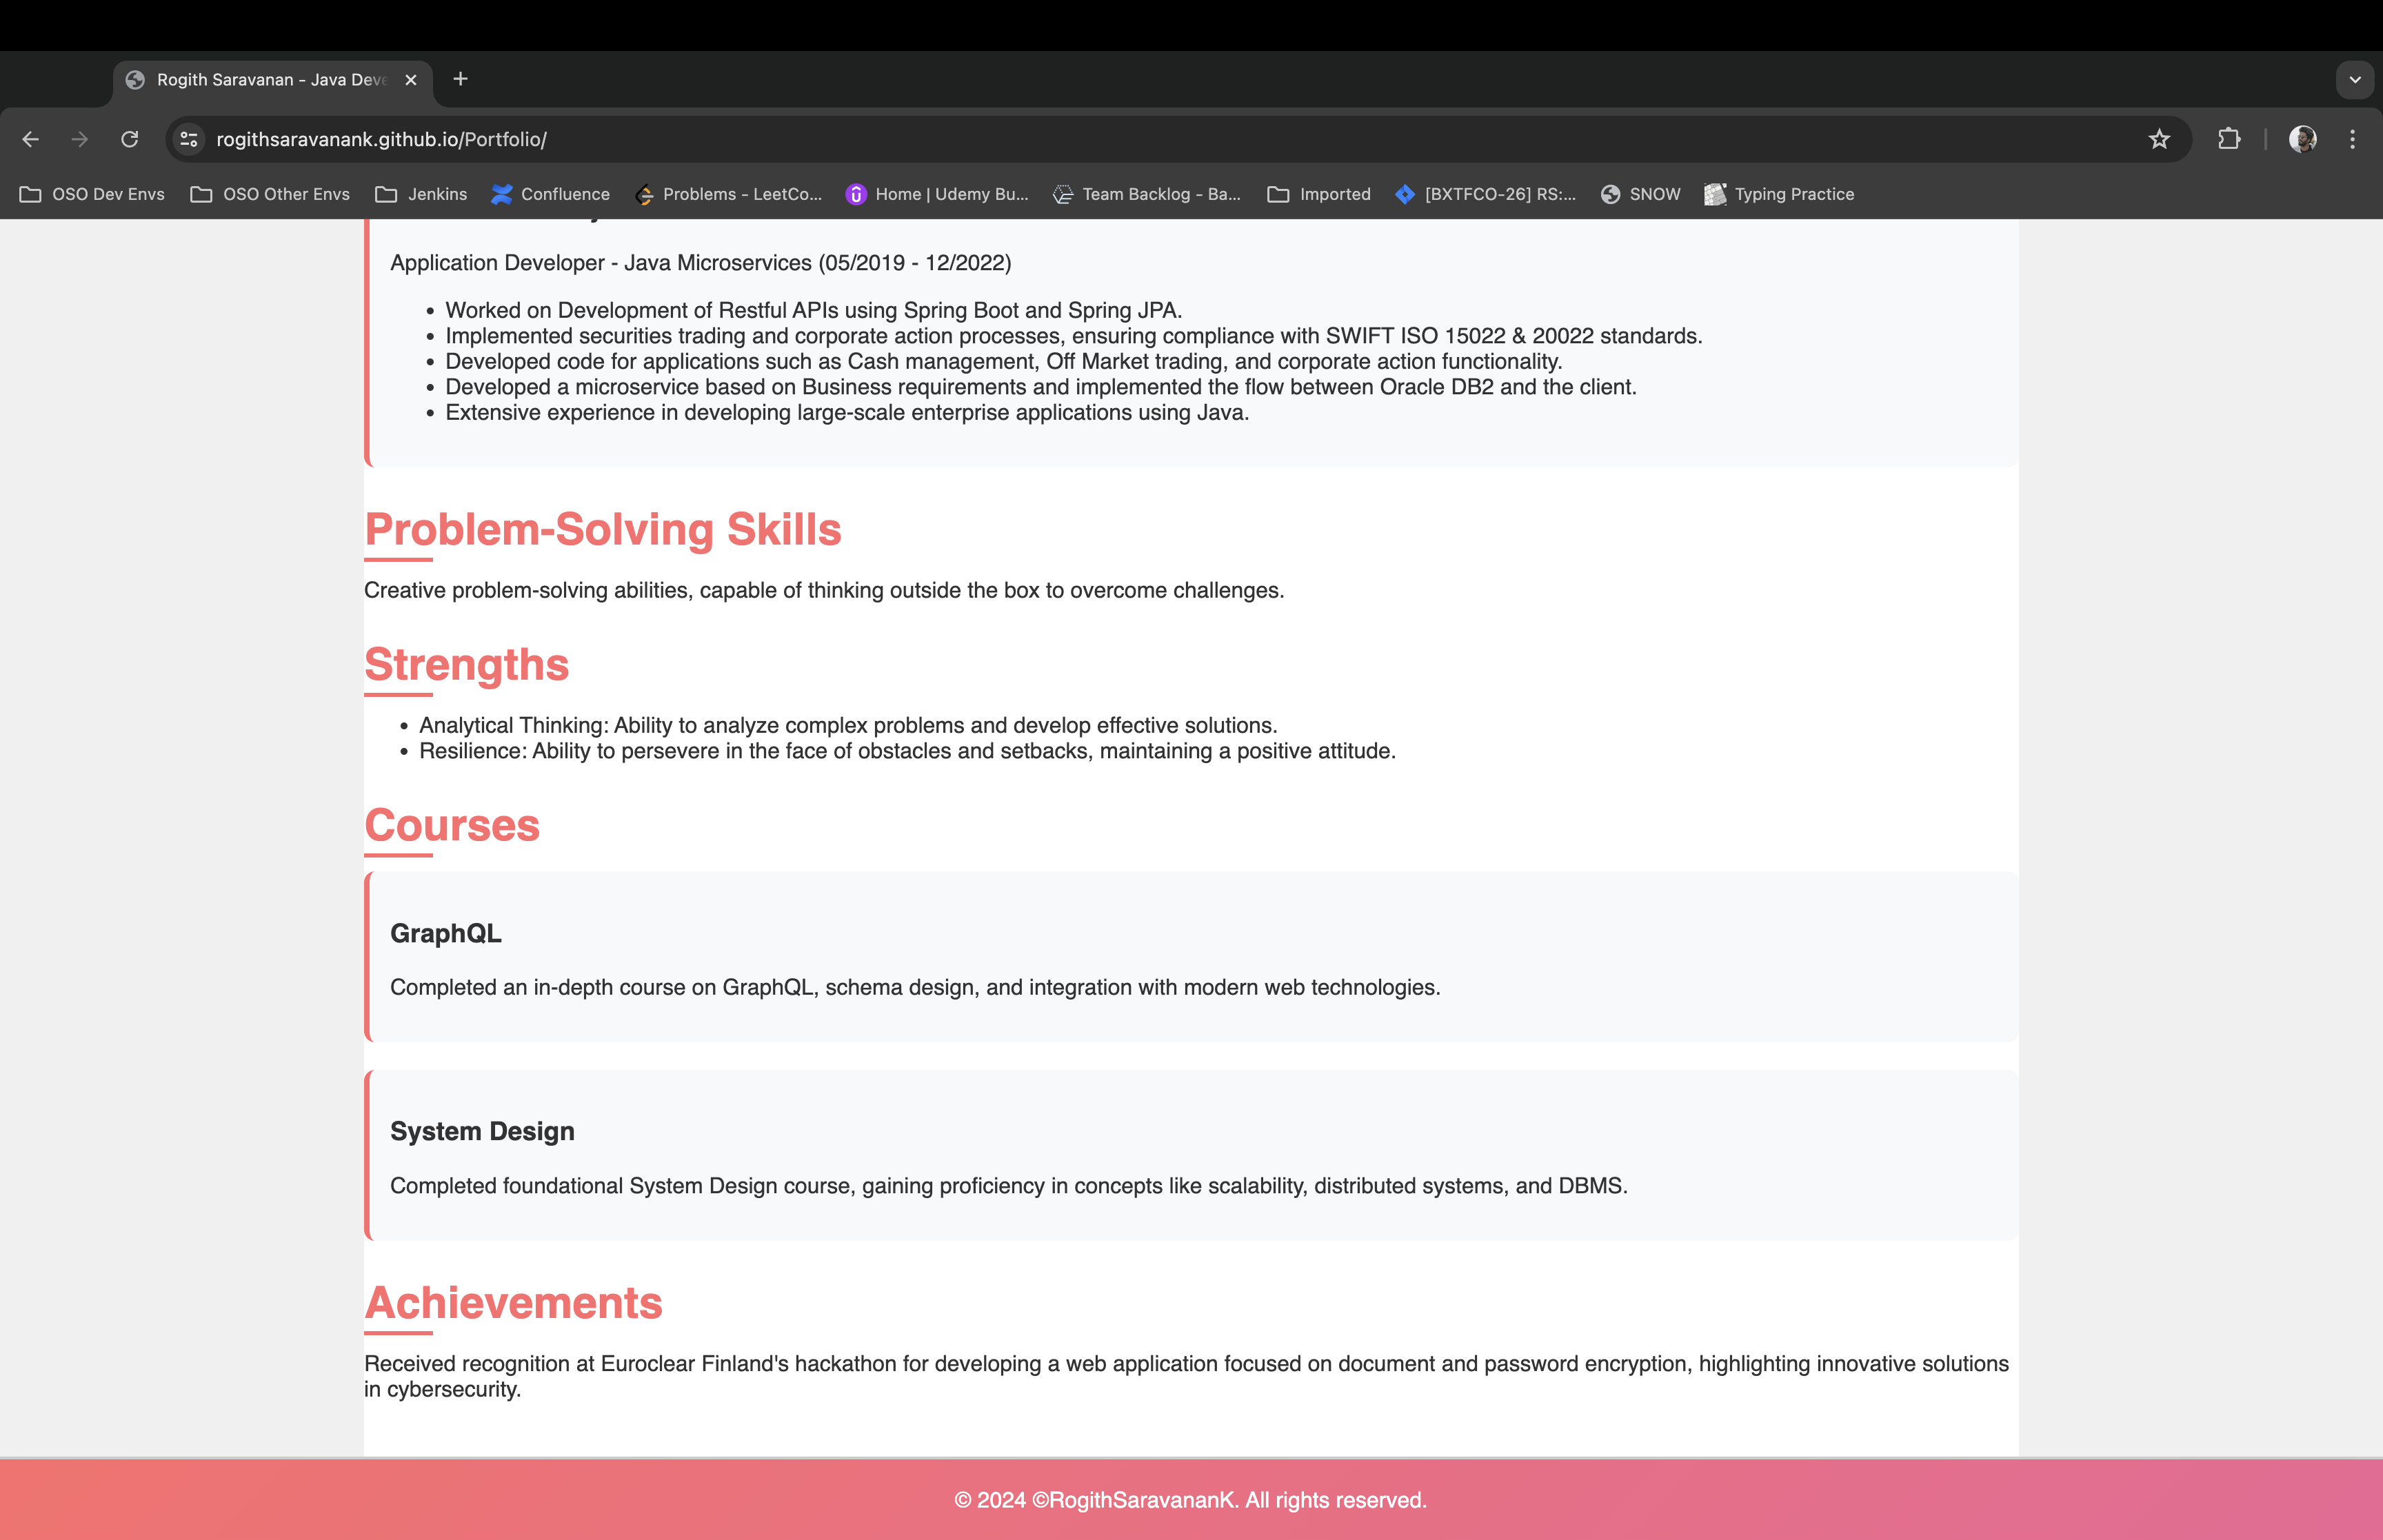 Rogith Saravanan - Java Deve
rogithsaravanank.github.io/Portfolio/
OSO Dev Envs
OSO Other Envs
Jenkins
Confluence
Problems - LeetCo...
Home | Udemy Bu...
Team Backlog - Ba...
Imported
[BXTFCO-26] RS:...
SNOW
Typing Practice
Application Developer - Java Microservices (05/2019 - 12/2022)
• Worked on Development of Restful APIs using Spring Boot and Spring JPA.
• Implemented securities trading and corporate action processes, ensuring compliance with SWIFT ISO 15022 & 20022 standards.
• Developed code for applications such as Cash management, Off Market trading, and corporate action functionality.
• Developed a microservice based on Business requirements and implemented the flow between Oracle DB2 and the client.
• Extensive experience in developing large-scale enterprise applications using Java.
Problem-Solving Skills
Creative problem-solving abilities, capable of thinking outside the box to overcome challenges.
Strengths
• Analytical Thinking: Ability to analyze complex problems and develop effective solutions.
• Resilience: Ability to persevere in the face of obstacles and setbacks, maintaining a positive attitude.
Courses
GraphQL
Completed an in-depth course on GraphQL, schema design, and integration with modern web technologies.
System Design
Completed foundational System Design course, gaining proficiency in concepts like scalability, distributed systems, and DBMS.
Achievements
Received recognition at Euroclear Finland's hackathon for developing a web application focused on document and password encryption, highlighting innovative solutions
in cybersecurity.
© 2024 ©RogithSaravananK. All rights reserved.